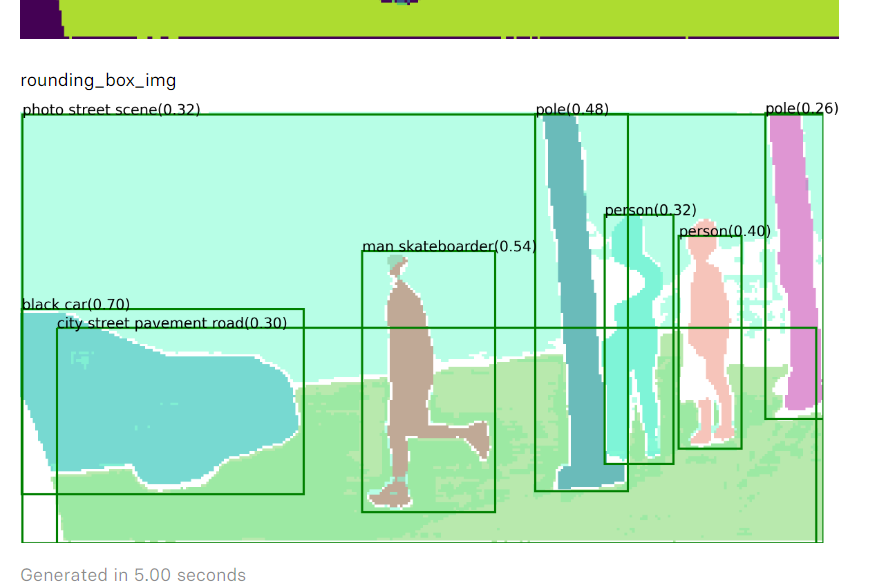 rounding_box_img
photo street scene(0.32)
pole(0.48)
pole(0.26)
person(0.32)
person(0.40)
man skateboarder(0.54)
black car(0.70)
city street pavement road(0.30)
Generated in 5.00 seconds